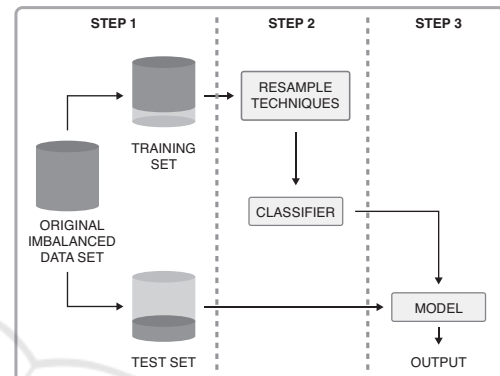 STEP 1
STEP 2
STEP 3
TRAINING
SET
ORIGINAL
IMBALANCED
DATA SET
TEST SET
RESAMPLE
TECHNIQUES
CLASSIFIER
MODEL
OUTPUT